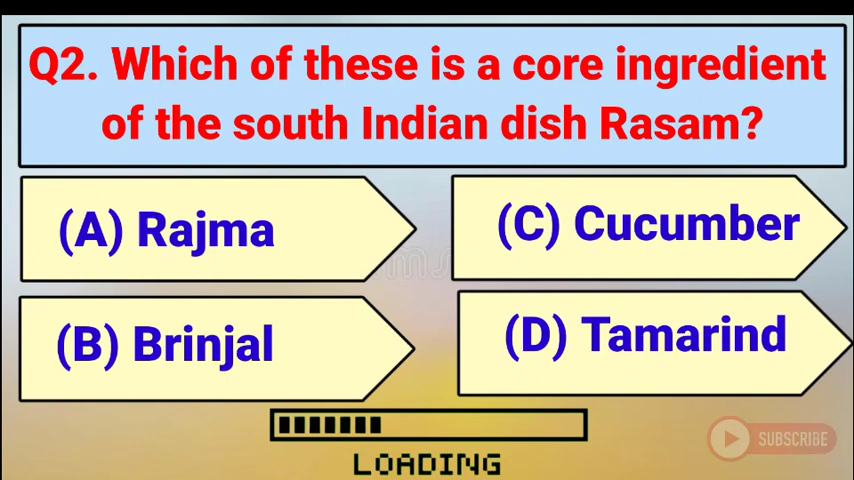 Q2. Which of these is a core ingredient
of the south Indian dish Rasam?
(A) Rajma
(C) Cucumber
(B) Brinjal
(D) Tamarind
LOADING
SUBSCRIBE